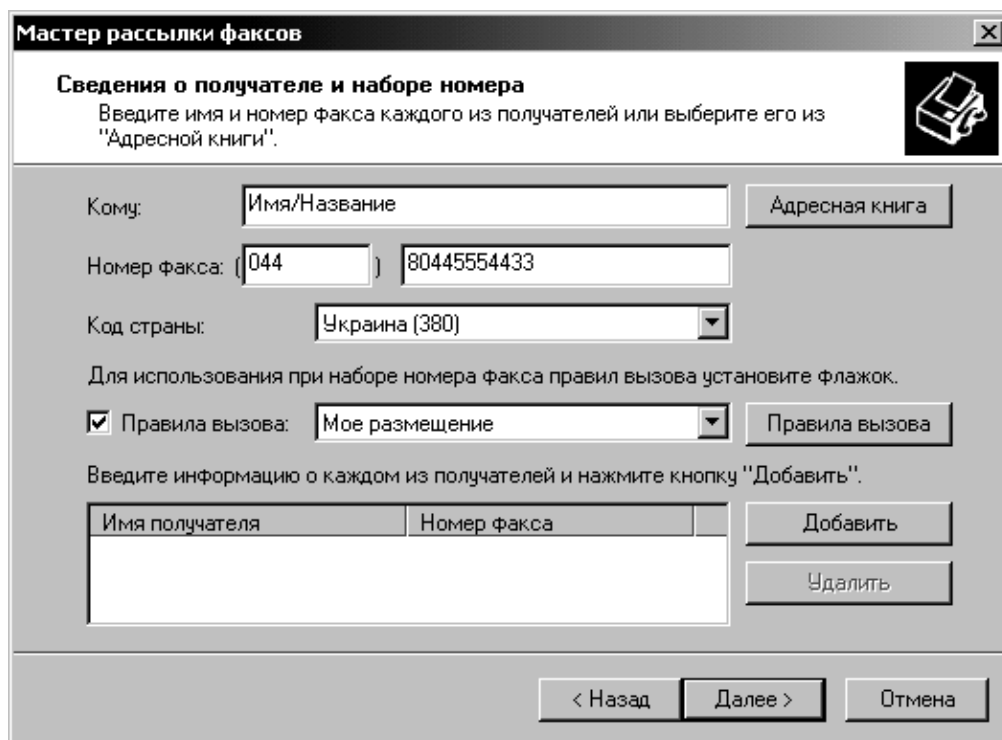 Мастер рассылки факсов
Сведения о получателе и наборе номера
Введите имя и номер факса каждого из получателей или выберите его из
"Адресной книги".
Кому: Имя/Название Адресная книга
Номер факса: (044) 80445554433
Код страны: Украина (380)
Для использования при наборе номера факса правил вызова установите флажок.
Правила вызова: Мое размещение Правила вызова
Введите информацию о каждом из получателей и нажмите кнопку "Добавить".
Имя получателя Номер факса Добавить
Удалить
< Назад Далее > Отмена